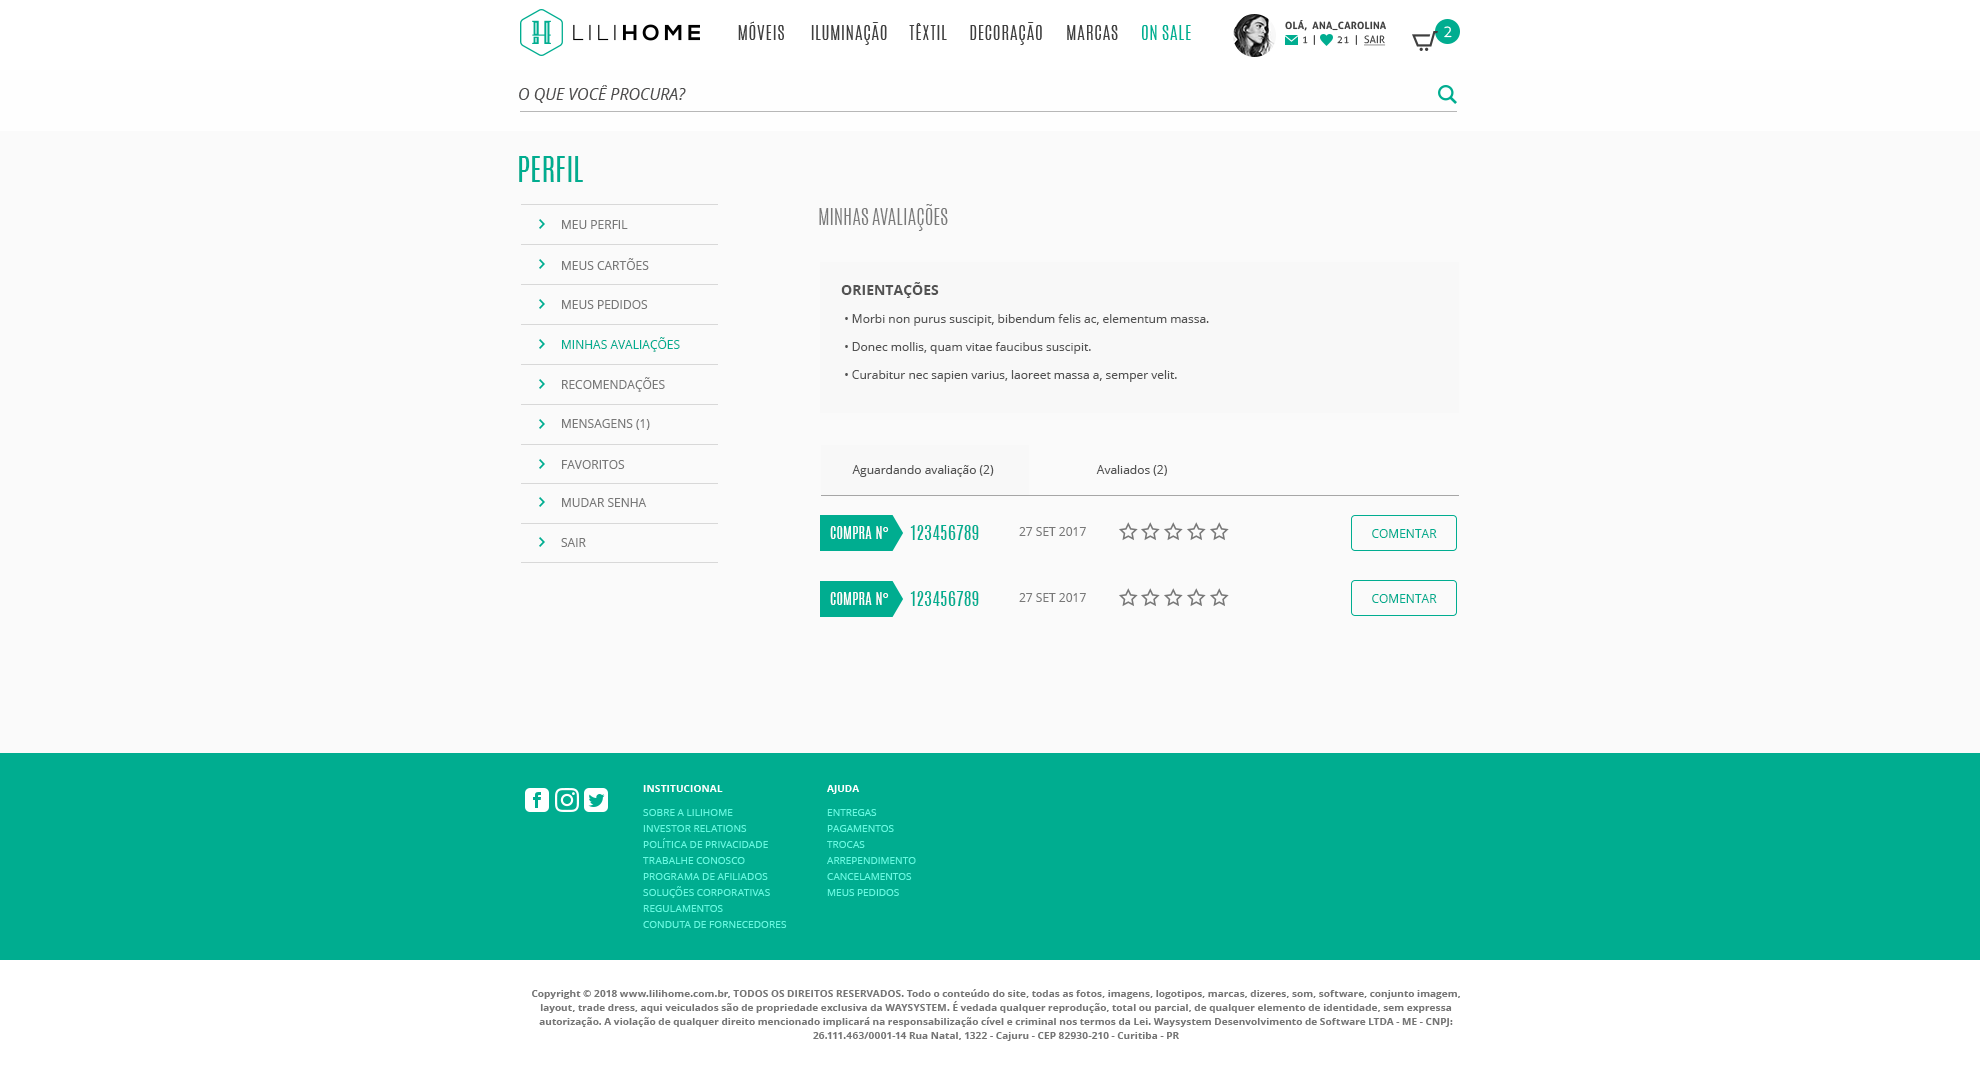 LILIHOME MÓVEIS ILUMINAÇÃO TÊXTIL DECORAÇÃO MARCAS ON SALE
OLÁ, ANA_CAROLINA
1 | 21 | SAIR
2
O QUE VOCÊ PROCURA?
PERFIL
MEU PERFIL
MEUS CARTÕES
MEUS PEDIDOS
MINHAS AVALIAÇÕES
RECOMENDAÇÕES
MENSAGENS (1)
FAVORITOS
MUDAR SENHA
SAIR
MINHAS AVALIAÇÕES
ORIENTAÇÕES
• Morbi non purus suscipit, bibendum felis ac, elementum massa.
• Donec mollis, quam vitae faucibus suscipit.
• Curabitur nec sapien varius, laoreet massa a, semper velit.
Aguardando avaliação (2) Avaliados (2)
COMPRA Nº 123456789 27 SET 2017 COMENTAR
COMPRA Nº 123456789 27 SET 2017 COMENTAR
INSTITUCIONAL
SOBRE A LILIHOME
INVESTOR RELATIONS
POLÍTICA DE PRIVACIDADE
TRABALHE CONOSCO
PROGRAMA DE AFILIADOS
SOLUÇÕES CORPORATIVAS
REGULAMENTOS
CONDUTA DE FORNECEDORES
AJUDA
ENTREGAS
PAGAMENTOS
TROCAS
ARREPENDIMENTO
CANCELAMENTOS
MEUS PEDIDOS
Copyright © 2018 www.lilihome.com.br, TODOS OS DIREITOS RESERVADOS. Todo o conteúdo do site, todas as fotos, imagens, logotipos, marcas, dizeres, som, software, conjunto imagem,
layout, trade dress, aqui veiculados são de propriedade exclusiva da WAYSYSTEM. É vedada qualquer reprodução, total ou parcial, de qualquer elemento de identidade, sem expressa
autorização. A violação de qualquer direito mencionado implicará na responsabilização cível e criminal nos termos da Lei. Waysystem Desenvolvimento de Software LTDA - ME - CNPJ:
26.111.463/0001-14 Rua Natal, 1322 - Cajuru - CEP 82930-210 - Curitiba - PR